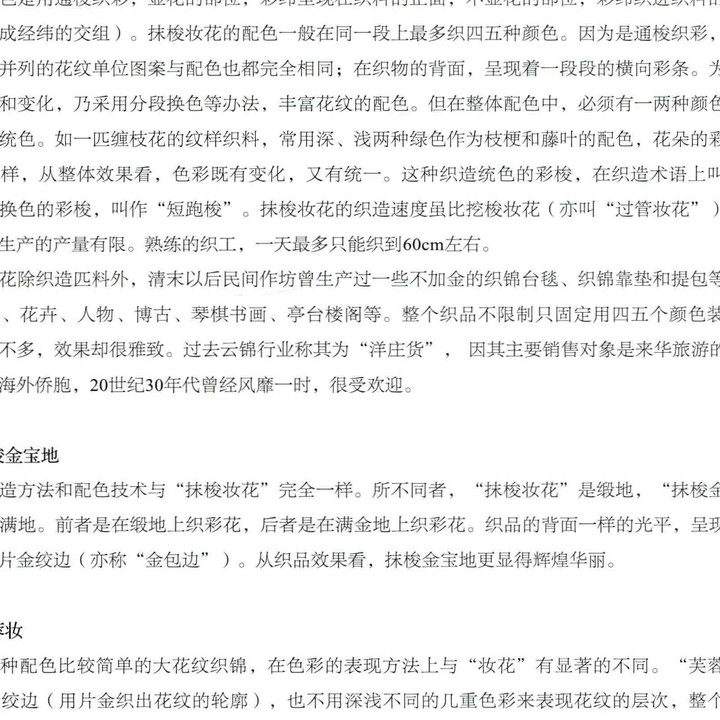 成经纬的交组）。抹梭妆花的配色一般在同一段上最多织四五种颜色。因为是通梭织彩，
并列的花纹单位图案与配色也都完全相同；在织物的背面，呈现着一段段的横向彩条。为
和变化，乃采用分段换色等办法，丰富花纹的配色。但在整体配色中，必须有一两种颜色
统色。如一匹缠枝花的纹样织料，常用深、浅两种绿色作为枝梗和藤叶的配色，花朵的彩
样，从整体效果看，色彩既有变化，又有统一。这种织造统色的彩梭，在织造术语上叫
换色的彩梭，叫作“短跑梭”。抹梭妆花的织造速度虽比挖梭妆花（亦叫“过管妆花”）
生产的产量有限。熟练的织工，一天最多只能织到60cm左右。
花除织造匹料外，清末以后民间作坊曾生产过一些不加金的织锦台毯、织锦靠垫和提包等
、花卉、人物、博古、琴棋书画、亭台楼阁等。整个织品不限制只固定用四五个颜色装
不多，效果却很雅致。过去云锦行业称其为“洋庄货”， 因其主要销售对象是来华旅游的
海外侨胞，20世纪30年代曾经风靡一时，很受欢迎。
金宝地
造方法和配色技术与“抹梭妆花”完全一样。所不同者，“抹梭妆花”是缎地，“抹梭金
满地。前者是在缎地上织彩花，后者是在满金地上织彩花。织品的背面一样的光平，呈现
片金绞边（亦称“金包边”）。从织品效果看，抹梭金宝地更显得辉煌华丽。
妆
种配色比较简单的大花纹织锦，在色彩的表现方法上与“妆花”有显著的不同。“芙蓉
绞边（用片金织出花纹的轮廓），也不用深浅不同的几重色彩来表现花纹的层次，整个